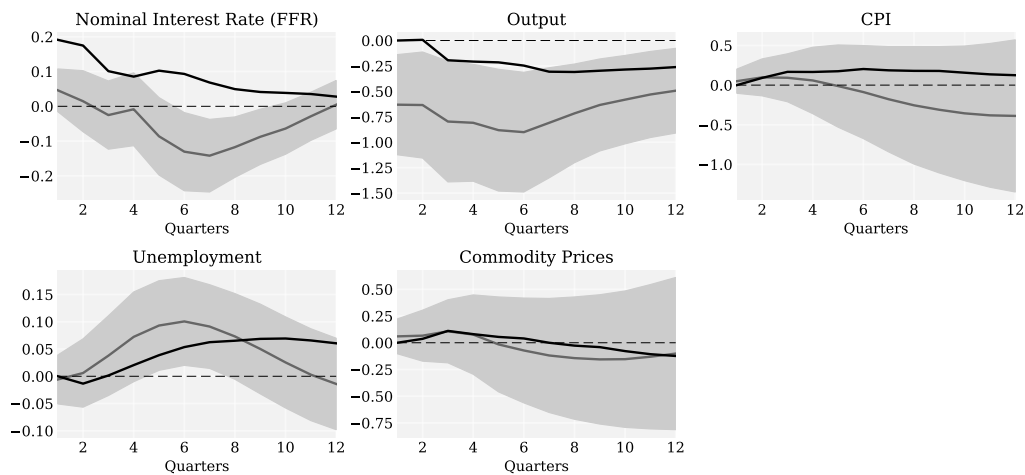 Nominal Interest Rate (FFR)
0.2
0.1
0.0
−0.1
−0.2
2 4 6 8 10 12
Quarters
Output
0.00
−0.25
−0.50
−0.75
−1.00
−1.25
−1.50
2 4 6 8 10 12
Quarters
CPI
0.5
0.0
−0.5
−1.0
2 4 6 8 10 12
Quarters
Unemployment
0.15
0.10
0.05
0.00
−0.05
−0.10
2 4 6 8 10 12
Quarters
Commodity Prices
0.50
0.25
0.00
−0.25
−0.50
−0.75
2 4 6 8 10 12
Quarters